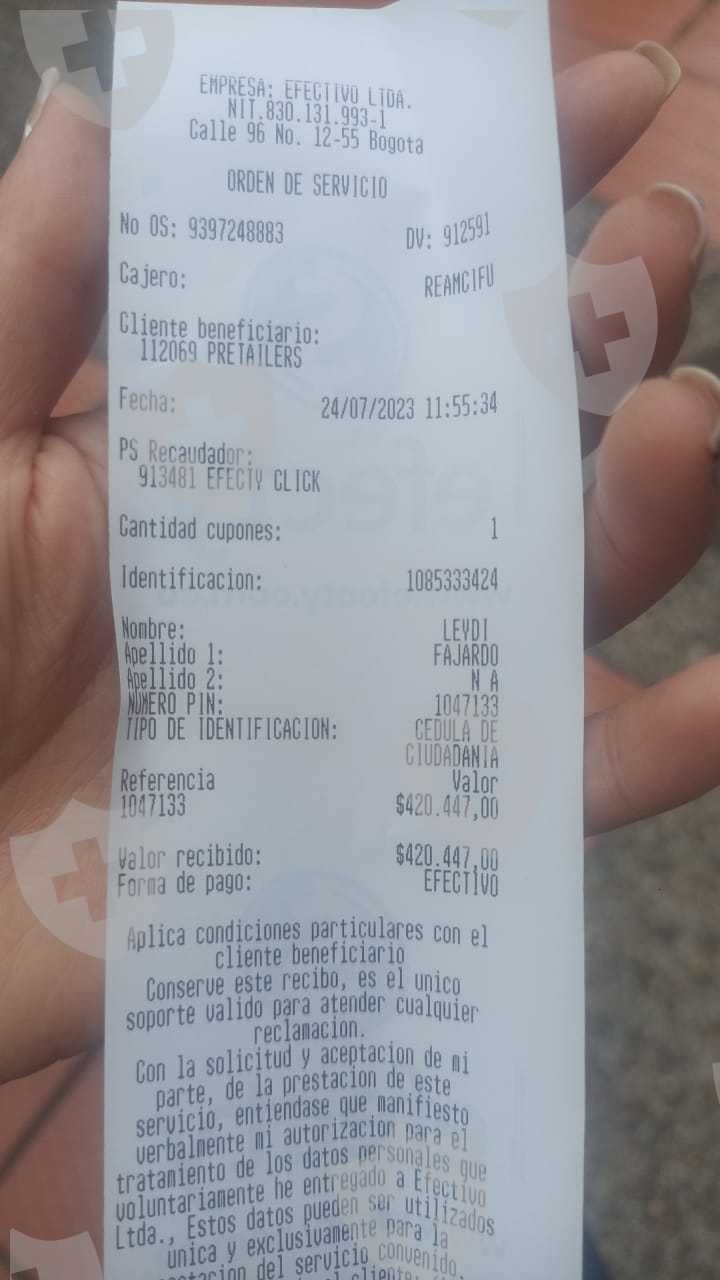 EMPRESA: EFECTIVO LTDA.
NIT.830.131.993-1
Calle 96 No. 12-55 Bogota
ORDEN DE SERVICIO
No OS: 9397248883 DV: 912591
Cajero: REAMCIFU
Cliente beneficiario:
112069 PRETAILERS
Fecha: 24/07/2023 11:55:34
PS Recaudador:
913481 EFECTY CLICK
Cantidad cupones: 1
Identificacion: 1085333424
Nombre: LEYDI
Apellido 1: FAJARDO
Apellido 2: N A
NUMERO PIN: 1047133
TIPO DE IDENTIFICACION: CEDULA DE
CIUDADANIA
Referencia Valor
1047133 $420.447,00
Valor recibido: $420.447,00
Forma de pago: EFECTIVO
Aplica condiciones particulares con el
cliente beneficiario
Conserve este recibo, es el unico
soporte valido para atender cualquier
reclamacion.
Con la solicitud y aceptacion de mi
parte, de la prestacion de este
servicio, entiendase que manifiesto
verbalmente mi autorizacion para el
tratamiento de los datos personales que
voluntariamente he entregado a Efectivo
Ltda., Estos datos pueden ser utilizados
unica y exclusivamente para la
del servicio convenido.